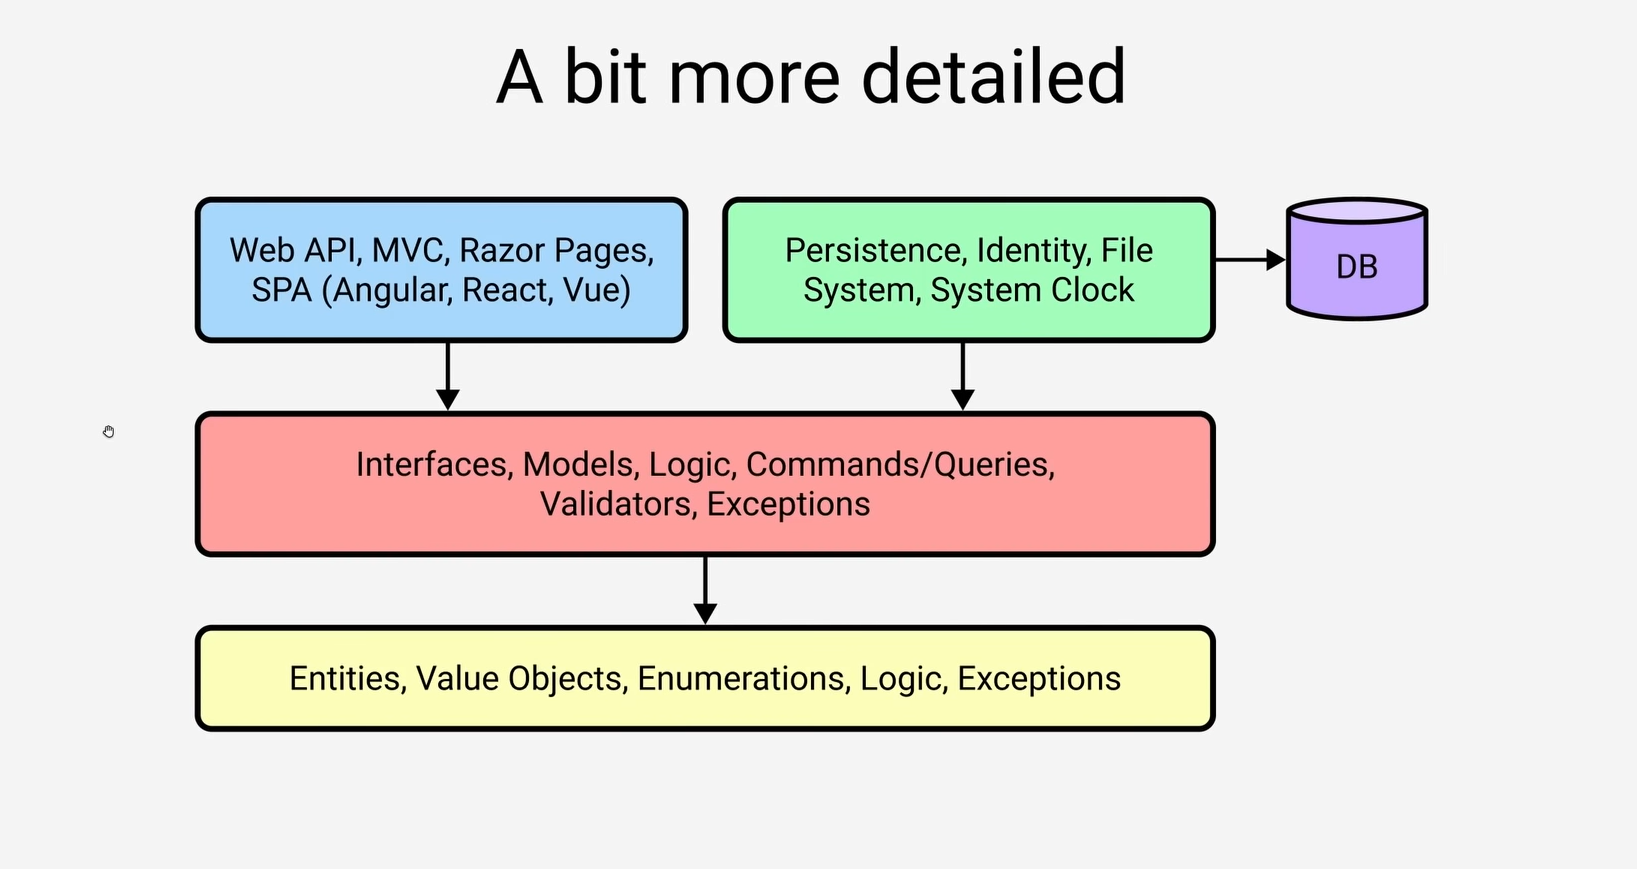 A bit more detailed
Web API, MVC, Razor Pages,
SPA (Angular, React, Vue)
Persistence, Identity, File
System, System Clock
DB
Interfaces, Models, Logic, Commands/Queries,
Validators, Exceptions
Entities, Value Objects, Enumerations, Logic, Exceptions